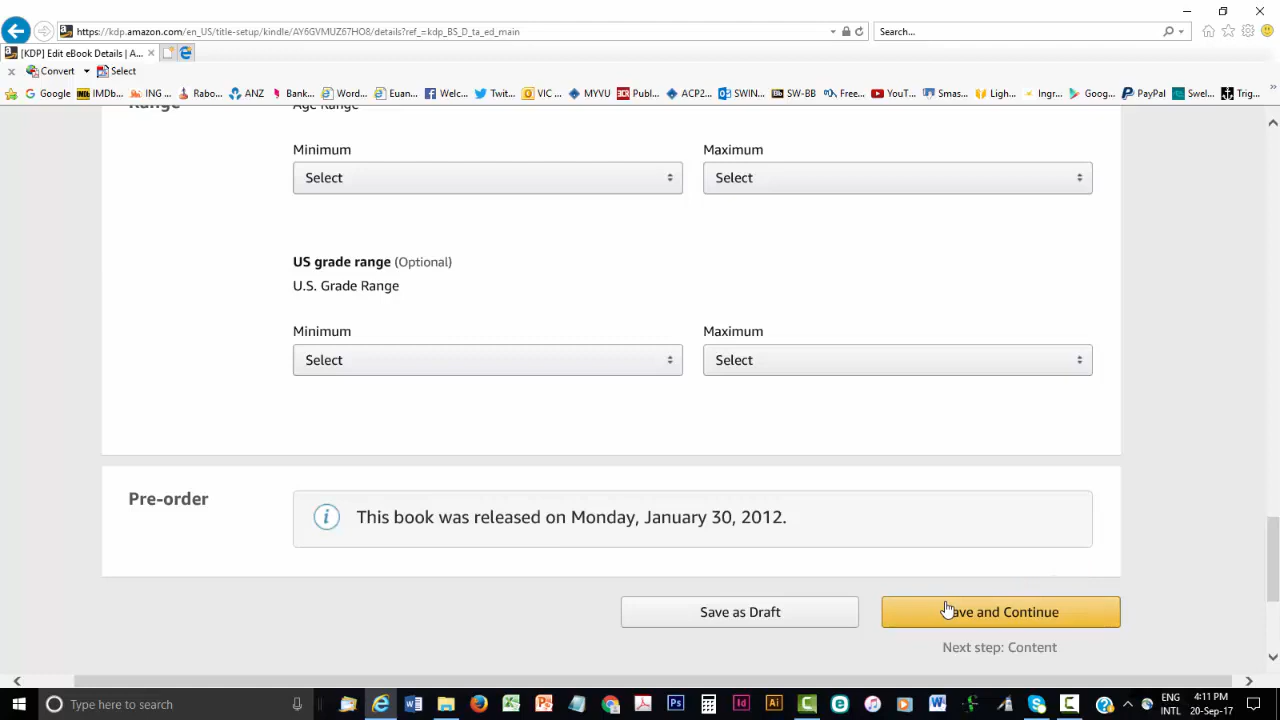 https://kdp.amazon.com/en_US/title-setup/kindle/AY6GVMUZ67HO8/details?ref_=kdp_BS_D_ta_ed_main
Search...
[KDP] Edit eBook Details | A...
Convert
Select
Google IMDb... ING ... Rabo... ANZ Bank... Word... Euan... Welc... Twit... VIC ... MYVU Publ... ACP2... SWIN... SW-BB Free... YouT... Smas... Ligh... Ingr... Goog... PayPal Swel... Trig...
Range
Age Range
Minimum Maximum
Select Select
US grade range (Optional)
U.S. Grade Range
Minimum Maximum
Select Select
Pre-order
This book was released on Monday, January 30, 2012.
Save as Draft
ave and Continue
Next step: Content
Type here to search
ENG 4:11 PM
INTL 20-Sep-17